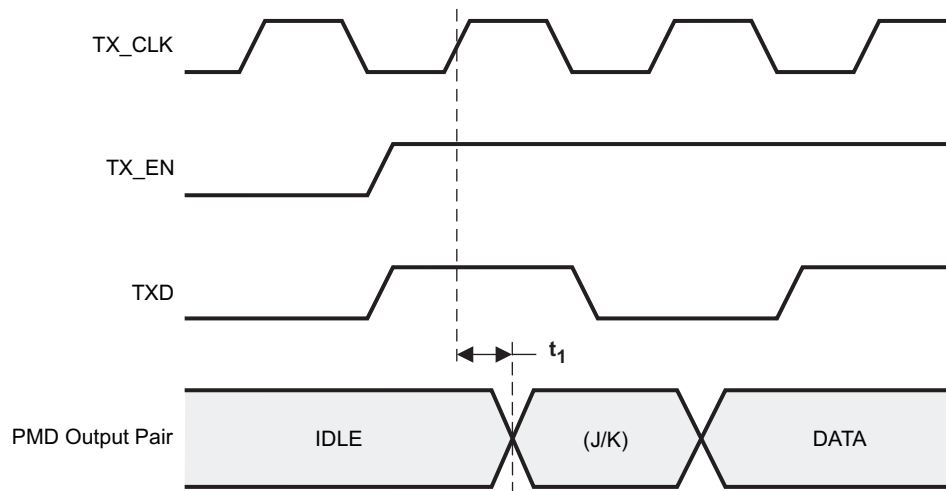 TX_CLK
TX_EN
TXD
t1
PMD Output Pair
IDLE
(J/K)
DATA